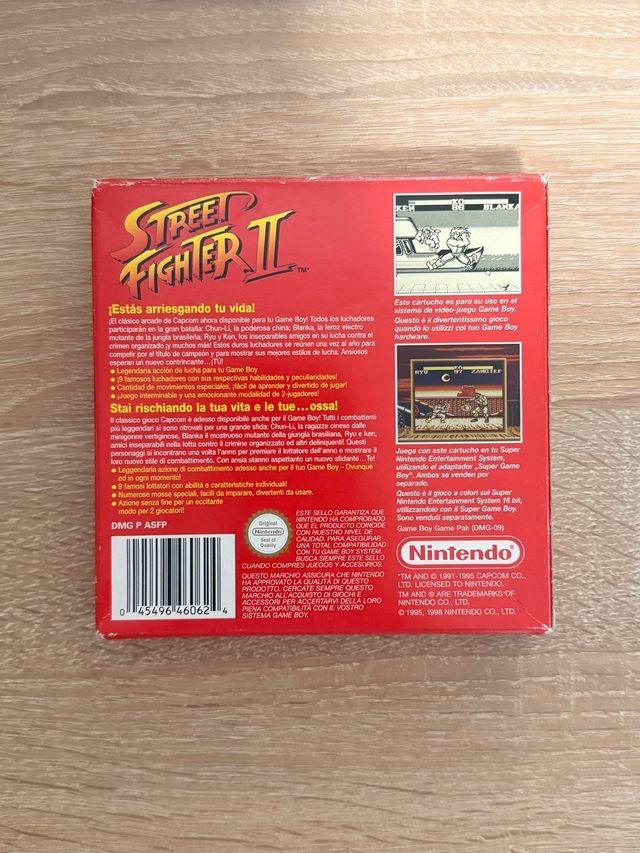 STREET
FIGHTER II TM*
¡Estás arriesgando tu vida!
¡El clásico arcade de Capcom ahora disponible para tu Game Boy! Todos los luchadores
participarán en la gran batalla: Chun-Li, la poderosa china; Blanka, la feroz electro
mutante de la jungla brasileña; Ryu y Ken, los inseparables amigos en su lucha contra el
crimen organizado ¡y muchos más! Estos duros luchadores se reúnen una vez al año para
competir por el título de campeón y para mostrar sus mejores estilos de lucha. Ansiosos
esperan un nuevo contrincante...¡TÚ!
● Legendaria acción de lucha para tu Game Boy
● ¡9 famosos luchadores con sus respectivas habilidades y peculiaridades!
● Cantidad de movimientos especiales, ¡fácil de aprender y divertido de jugar!
● ¡Juego interminable y una emocionante modalidad de 2-jugadores!
Stai rischiando la tua vita e le tue...ossa!
Il classico gioco Capcom è adesso disponibile anche per il Game Boy! Tutti i combattenti
più leggendari si sono ritrovati per una grande sfida: Chun-Li, la ragazze cinese dalle
minigonne vertiginose, Blanka il mostruoso mutante della giungla brasiliana, Ryu e ken,
amici inseparabili nella lotta contro il crimine organizzato ed altri delinquenti! Questi
personaggi si incontrano una volta l'anno per premiere il lottatore dell'anno e mostrare il
loro nuovo stile di combattimento. Con ansia stanno aspettanto un nuovo sfidante...Te!
● Leggendaria azione di combattimento adesso anche per il tuo Game Boy – Ovunque
ed in ogni momento!
● 9 famosi lottatori con abilità e caratteristiche individuali!
● Numerose mosse speciali, facili da imparare, divertenti da usare.
● Azione senza fine per un eccitante
modo per 2 giocatori!
DMG P ASFP
0 45496 46062 4
Original
Nintendo
Seal of
Quality
ESTE SELLO GARANTIZA QUE
NINTENDO HA COMPROBADO
QUE EL PRODUCTO COINCIDE
CON NUESTRO NIVEL DE
CALIDAD. PARA ASEGURAR
UNA TOTAL COMPATIBILIDAD
CON TU GAME BOY SYSTEM,
BUSCA SIEMPRE ESTE SELLO
CUANDO COMPRES JUEGOS Y ACCESORIOS.
QUESTO MARCHIO ASSICURA CHE NINTENDO
HA APPROVATO LA QUALITÀ DI QUESTO
PRODOTTO. CERCATE SEMPRE QUESTO
MARCHIO ALL'ACQUISTO DI GIOCHI E
ACCESSORI PER ACCERTARVI DELLA LORO
PIENA COMPATIBILITÀ CON IL VOSTRO
SISTEMA GAME BOY.
KEN KO BLANKA
86
Este cartucho es para su uso en el
sistema de video-juego Game Boy.
Questo è il divertentissimo gioco
quando lo utilizzi col tuo Game Boy
hardware.
RYU KO ZANGIEF
97
Juega con este cartucho en tu Super
Nintendo Entertainment System,
utilizando el adaptador „Super Game
Boy“. Ambos se venden por
separado.
Questo è il gioco a colori sul Super
Nintendo Entertainment System 16 bit,
utilizzandolo con il Super Game Boy.
Sono venduti separatamente.
Game Boy Game Pak (DMG-09)
Nintendo®
*TM AND © 1991-1995 CAPCOM CO.,
LTD. LICENSED TO NINTENDO.
TM AND ® ARE TRADEMARKS OF
NINTENDO CO., LTD.
© 1995, 1998 NINTENDO CO., LTD.